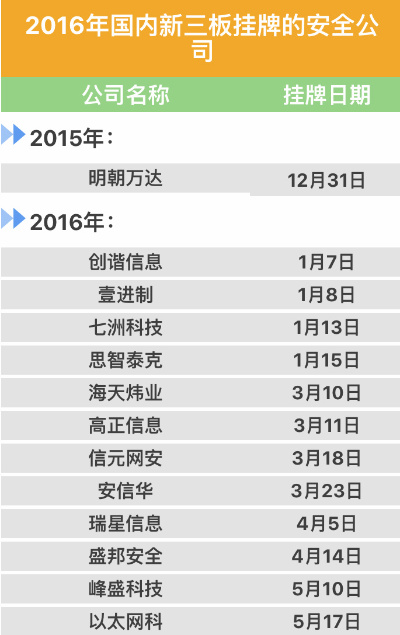 2016年国内新三板挂牌的安全公
司
公司名称 挂牌日期
2015年：
明朝万达 12月31日
2016年：
创谐信息 1月7日
壹进制 1月8日
七洲科技 1月13日
思智泰克 1月15日
海天炜业 3月10日
高正信息 3月11日
信元网安 3月18日
安信华 3月23日
瑞星信息 4月5日
盛邦安全 4月14日
峰盛科技 5月10日
以太网科 5月17日